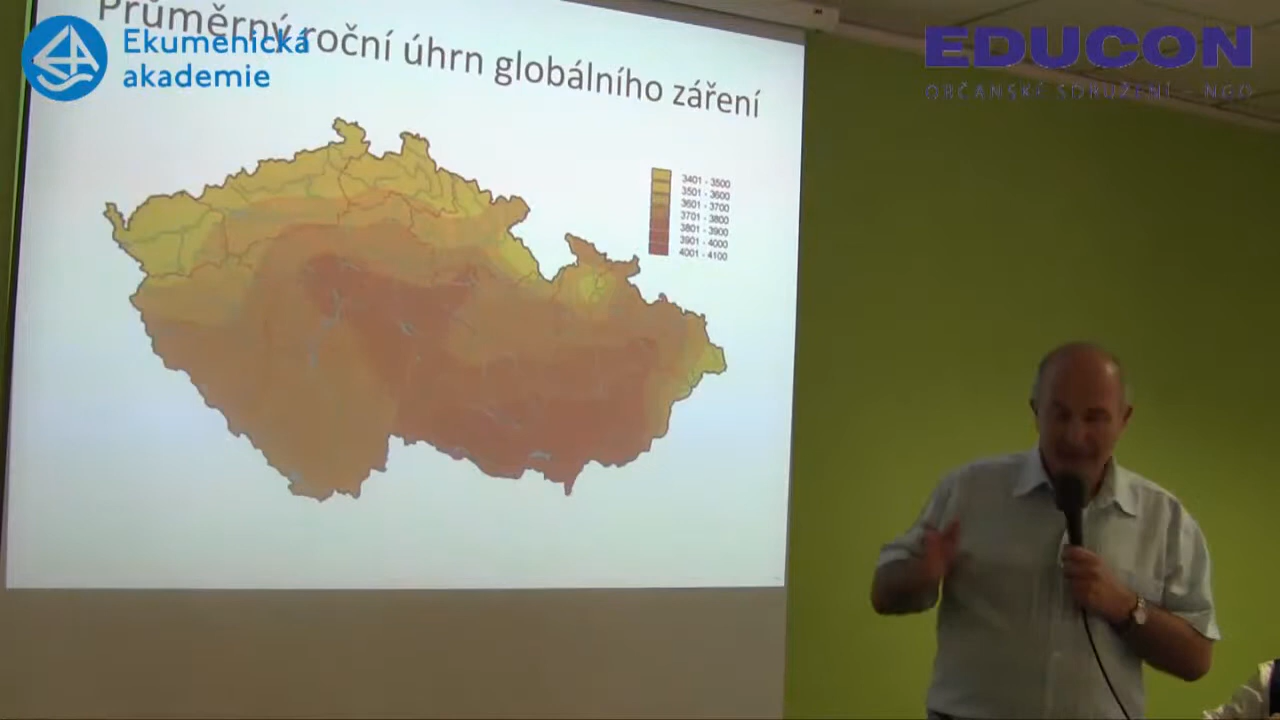 Průměrný roční úhrn globálního záření
Ekumenická
akademie
EDUCON
OBČANSKÉ SDRUŽENÍ - NGO
3401 - 3500
3501 - 3600
3601 - 3700
3701 - 3800
3801 - 3900
3901 - 4000
4001 - 4100